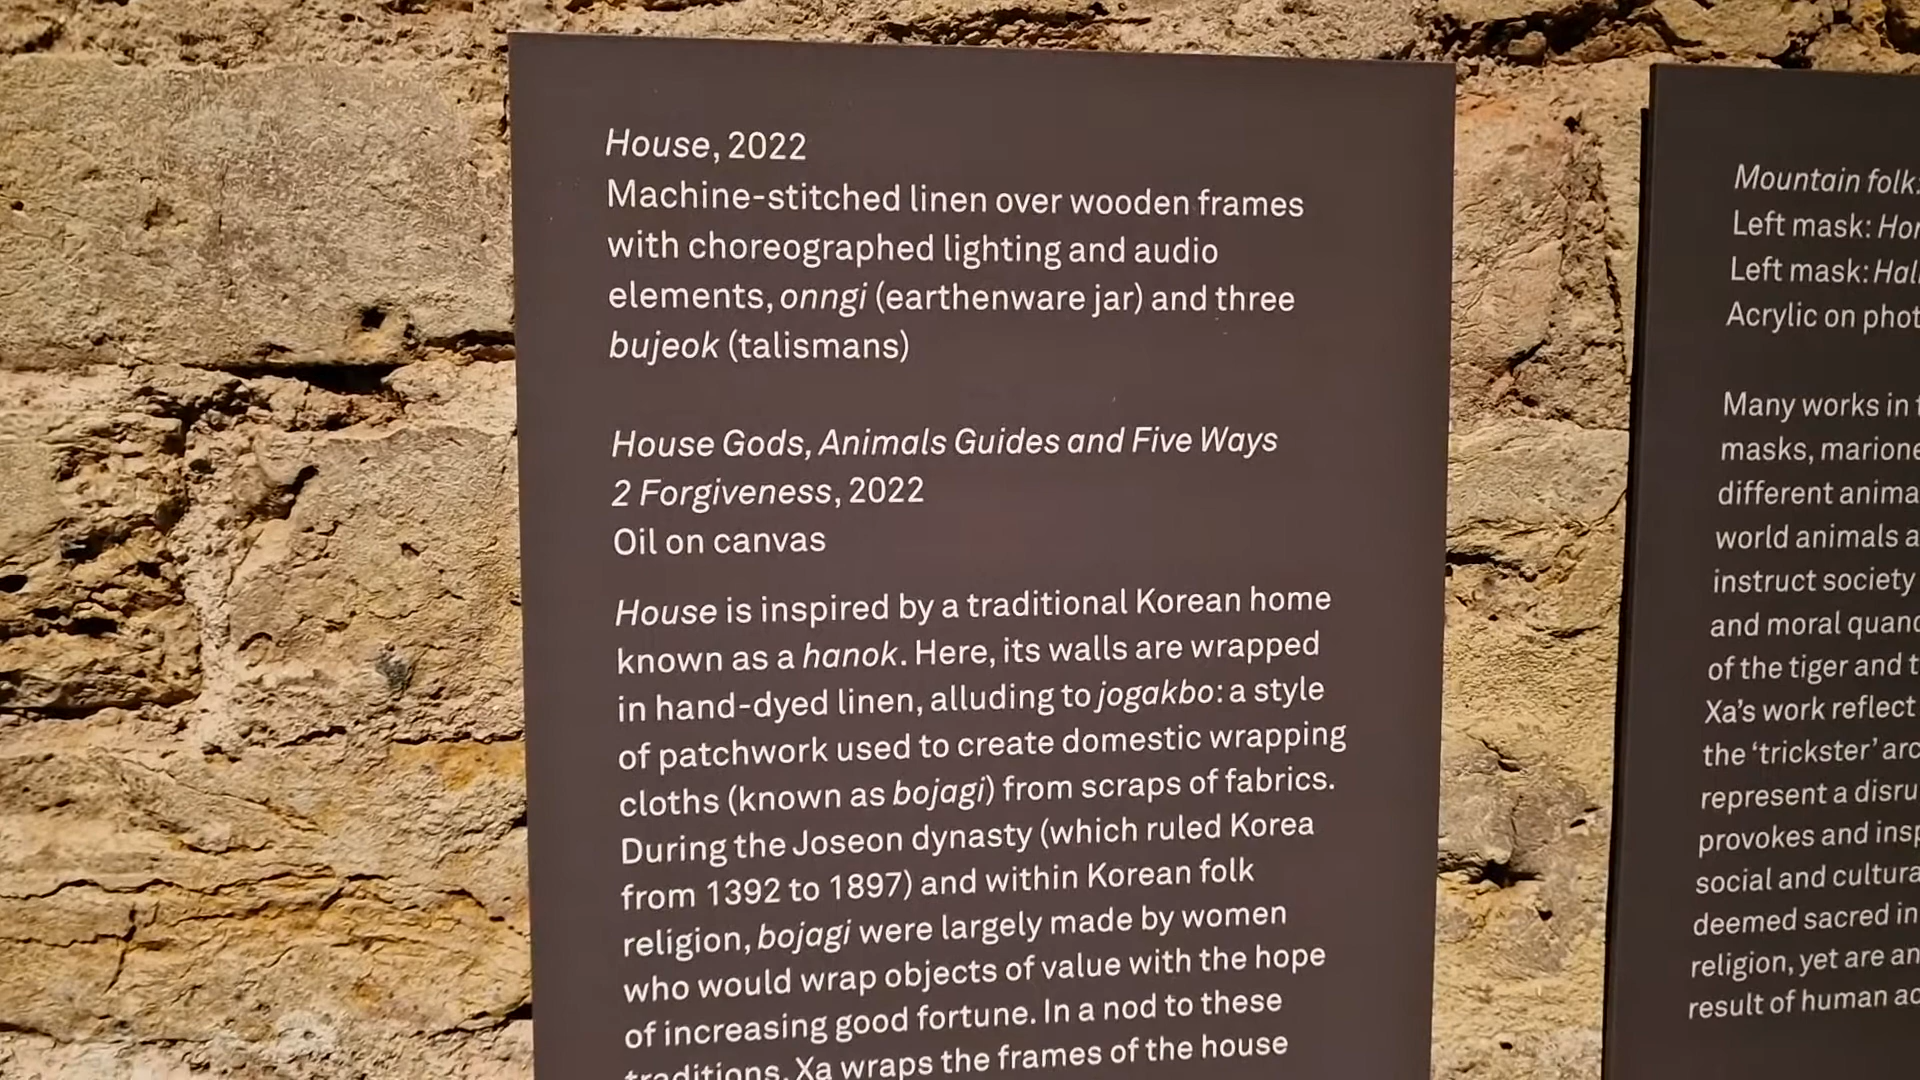 House, 2022
Machine-stitched linen over wooden frames
with choreographed lighting and audio
elements, onngi (earthenware jar) and three
bujeok (talismans)
House Gods, Animals Guides and Five Ways
2 Forgiveness, 2022
Oil on canvas
House is inspired by a traditional Korean home
known as a hanok. Here, its walls are wrapped
in hand-dyed linen, alluding to jogakbo: a style
of patchwork used to create domestic wrapping
cloths (known as bojagi) from scraps of fabrics.
During the Joseon dynasty (which ruled Korea
from 1392 to 1897) and within Korean folk
religion, bojagi were largely made by women
who would wrap objects of value with the hope
of increasing good fortune. In a nod to these
traditions, Xa wraps the frames of the house
Mountain folk:
Left mask:
Left mask:
Acrylic on
Many works in
masks,
different
world animals
instruct society
and moral
of the tiger and
Xa's work reflect
the 'trickster'
represent a
provokes and
social and
deemed sacred in
religion, yet are an
result of human